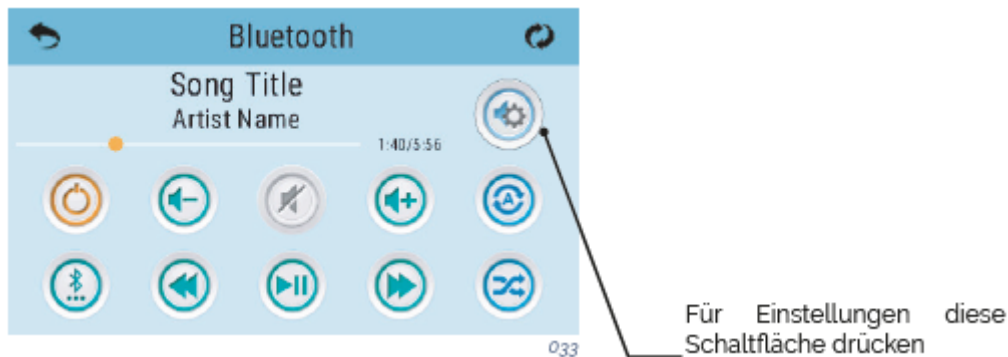 Bluetooth
Song Title
Artist Name
1:40/5:56
A
Für Einstellungen diese
Schaltfläche drücken
033